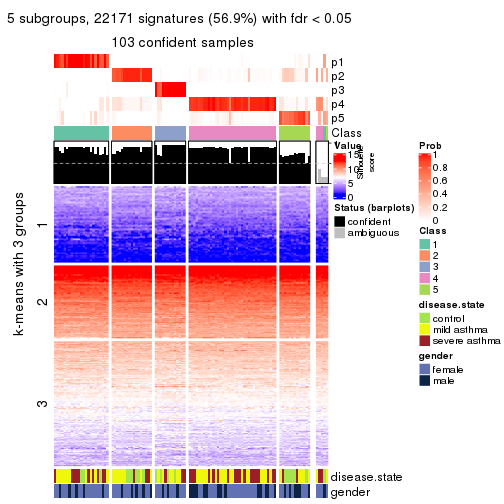 5 subgroups, 22171 signatures (56.9%) with fdr < 0.05
103 confident samples
p1
p2
p3
p4
p5
Class
k-means with 3 groups
1
2
3
disease.state
gender
Value
15
10
5
0
Silhouette
score
Status (barplots)
confident
ambiguous
Prob
1
0.8
0.6
0.4
0.2
0
Class
1
2
3
4
5
disease.state
control
mild asthma
severe asthma
gender
female
male